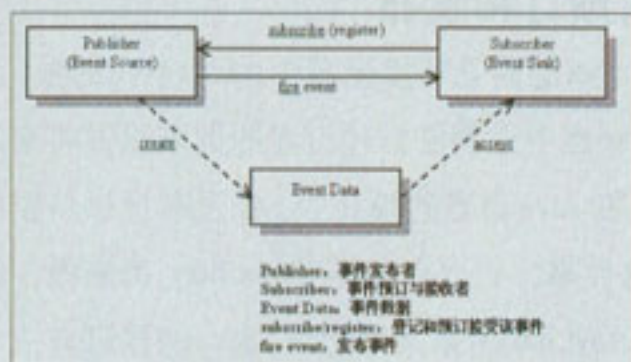 subscribe (register)
Publisher
(Event Source)
Subscriber
(Event Sink)
fire event
create
access
Event Data
Publisher：事件发布者
Subscriber：事件预订与接收者
Event Data：事件数据
subscribe/register：登记和预订接受该事件
fire event：发布事件